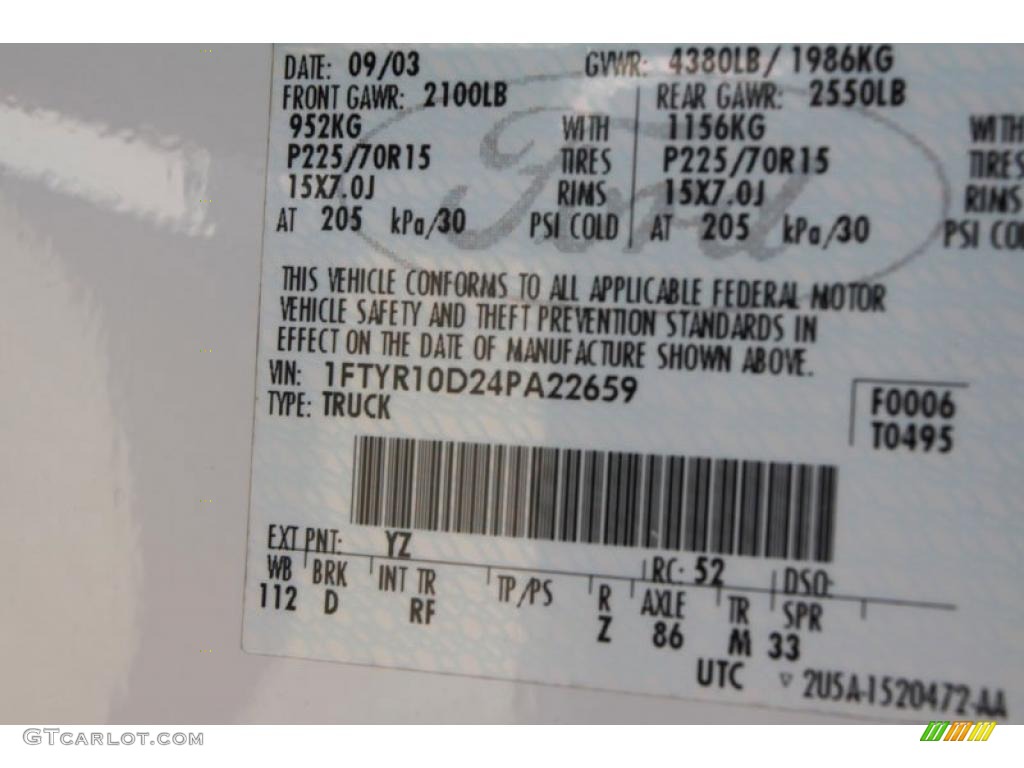 DATE: 09/03 GVWR: 4380LB/ 1986KG
FRONT GAWR: 2100LB REAR GAWR: 2550LB
952KG WITH 1156KG WITH
P225/70R15 TIRES P225/70R15 TIRES
15X7.0J RIMS 15X7.0J RIMS
AT 205 kPa/30 PSI COLD AT 205 kPa/30 PSI CO
Ford
THIS VEHICLE CONFORMS TO ALL APPLICABLE FEDERAL MOTOR
VEHICLE SAFETY AND THEFT PREVENTION STANDARDS IN
EFFECT ON THE DATE OF MANUFACTURE SHOWN ABOVE.
VIN: 1FTYR10D24PA22659
TYPE: TRUCK
F0006
T0495
EXT PNT: YZ RC: 52 DSO:
WB BRK INT TR TP/PS R AXLE TR SPR
112 D RF Z 86 M 33
UTC ▽ 2U5A-1520472-AA
GTCARLOT.COM